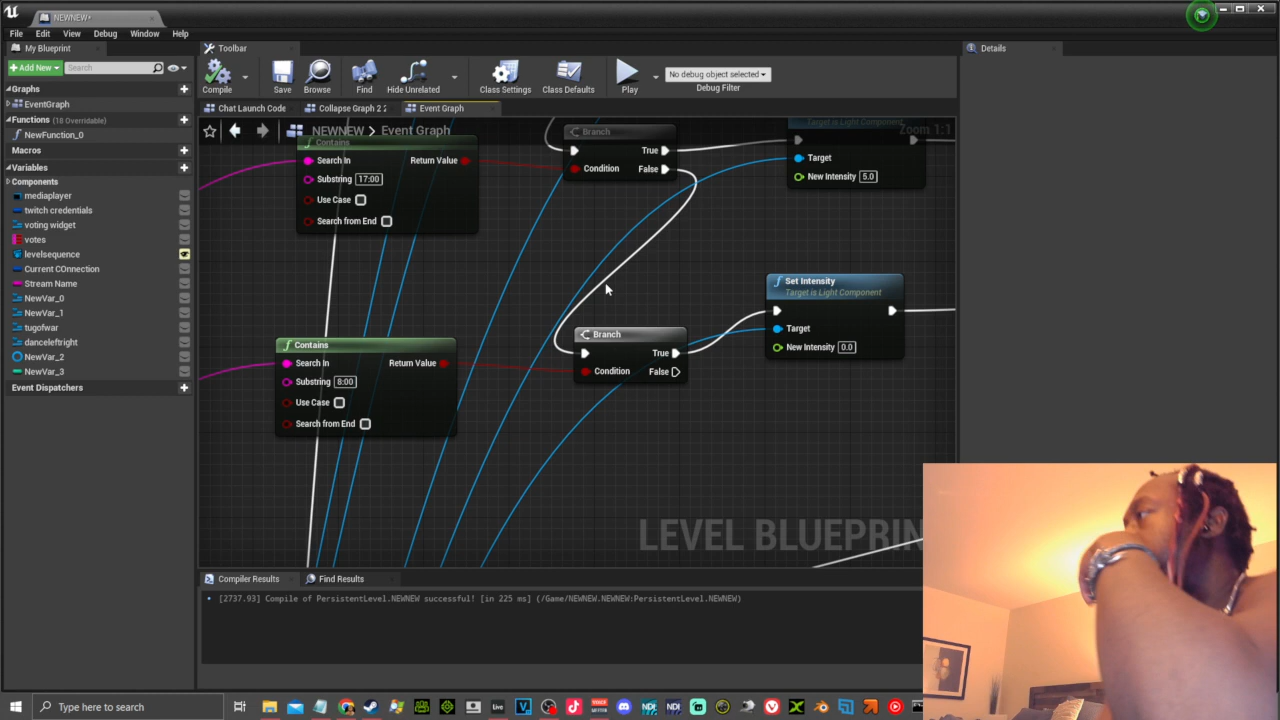 NEWNEW*
File Edit View Debug Window Help
My Blueprint
Toolbar
Details
Add New
Search
Compile
Save
Browse
Find
Hide Unrelated
Class Settings
Class Defaults
Play
No debug object selected
Debug Filter
Graphs
EventGraph
Functions (18 Overridable)
NewFunction_0
Macros
Variables
Components
mediaplayer
twitch credentials
voting widget
votes
levelsequence
Current COnnection
Stream Name
NewVar_0
NewVar_1
tugofwar
danceleftright
NewVar_2
NewVar_3
Event Dispatchers
Chat Launch Code
Collapse Graph 2 2
Event Graph
NEWNEW > Event Graph
Zoom 1:1
Contains
Search In Return Value
Substring 17:00
Use Case
Search from End
Branch
True
Condition False
Target is Light Component
Target
New Intensity 5.0
Contains
Search In Return Value
Substring 8:00
Use Case
Search from End
Branch
True
Condition False
Set Intensity
Target is Light Component
Target
New Intensity 0.0
LEVEL BLUEPRIN
Compiler Results
Find Results
[2737.93] Compile of PersistentLevel.NEWNEW successful! [in 225 ms] (/Game/NEWNEW.NEWNEW:PersistentLevel.NEWNEW)
Type here to search